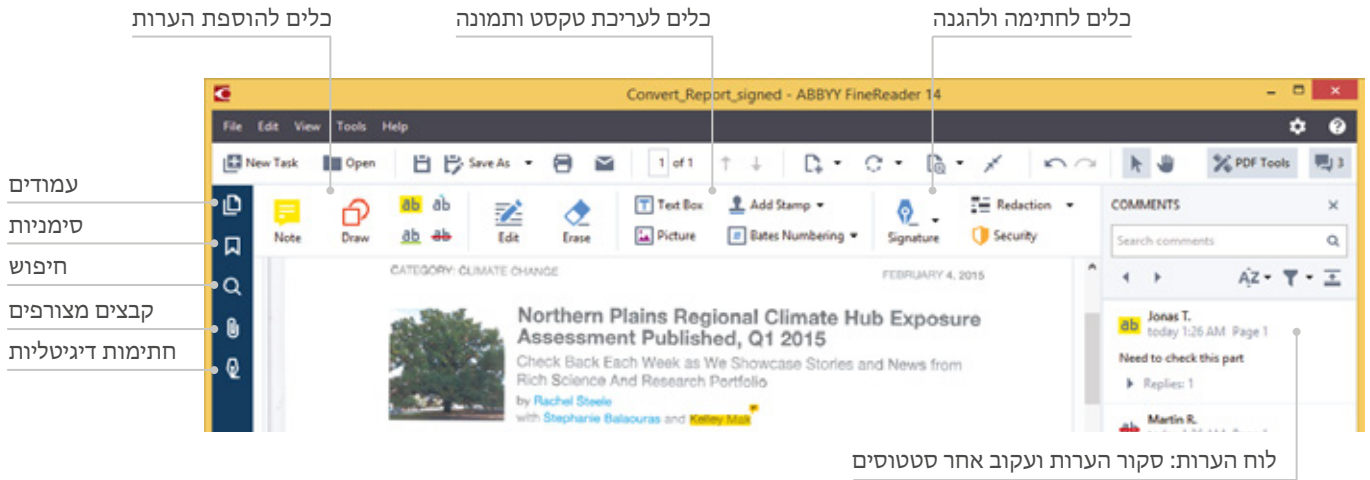 כלים להוספת הערות
כלים לעריכת טקסט ותמונה
כלים לחתימה ולהגנה
Convert_Report_signed - ABBYY FineReader 14
File Edit View Tools Help
New Task Open Save As 1 of 1 PDF Tools 3
עמודים
סימניות
חיפוש
קבצים מצורפים
חתימות דיגיטליות
Note Draw ab ab ab ab Edit Erase
Text Box Add Stamp
Picture Bates Numbering
Signature
Redaction
Security
CATEGORY: CLIMATE CHANGE FEBRUARY 4, 2015
Northern Plains Regional Climate Hub Exposure
Assessment Published, Q1 2015
Check Back Each Week as We Showcase Stories and News from
Rich Science And Research Portfolio
by Rachel Steele
with Stephanie Balaouras and Kelley Mak
COMMENTS
Search comments
AZ
ab Jonas T.
today 1:26 AM Page 1
Need to check this part
Replies: 1
ab Martin R.
לוח הערות: סקור הערות ועקוב אחר סטטוסים